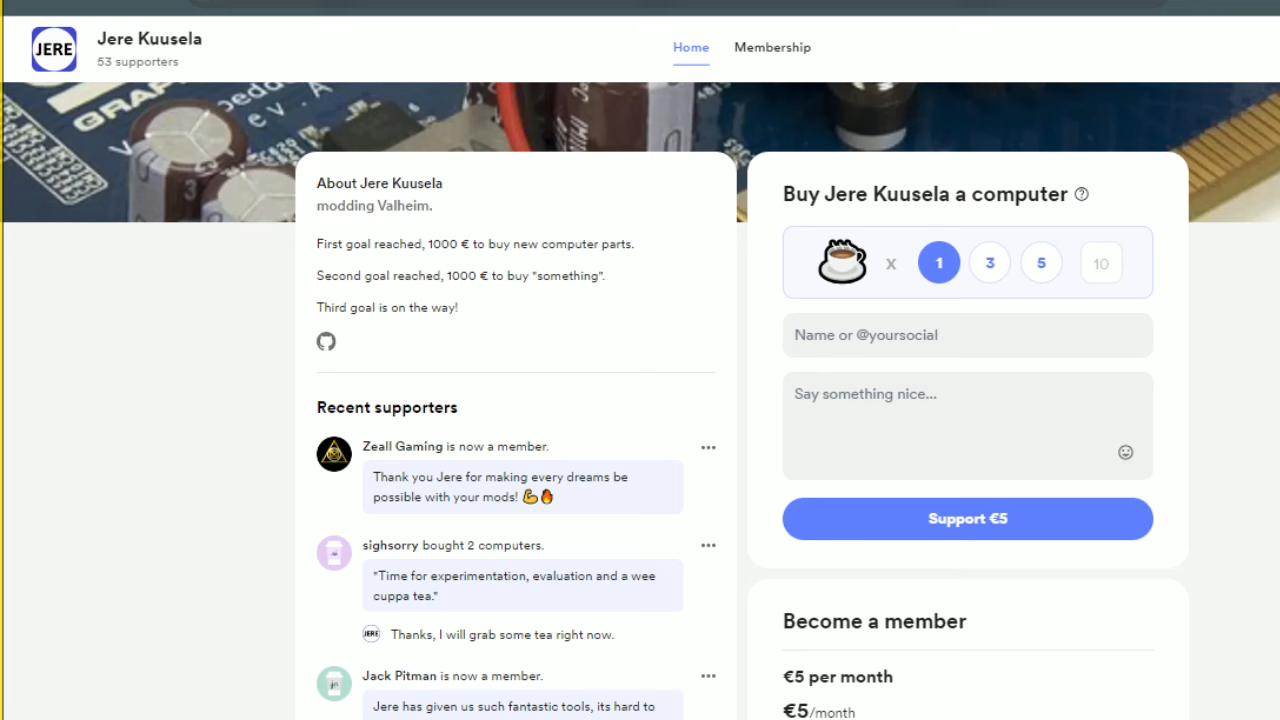 JERE
Jere Kuusela
53 supporters
Home
Membership
GRAP
About Jere Kuusela
modding Valheim.
First goal reached, 1000 € to buy new computer parts.
Second goal reached, 1000 € to buy "something".
Third goal is on the way!
Recent supporters
Zeall Gaming is now a member.
Thank you Jere for making every dreams be
possible with your mods! 💪🔥
sighsorry bought 2 computers.
"Time for experimentation, evaluation and a wee
cuppa tea."
JERE Thanks, I will grab some tea right now.
Jack Pitman is now a member.
Jere has given us such fantastic tools, its hard to
Buy Jere Kuusela a computer
x 1 3 5 10
Name or @yoursocial
Say something nice...
Support €5
Become a member
€5 per month
€5/month